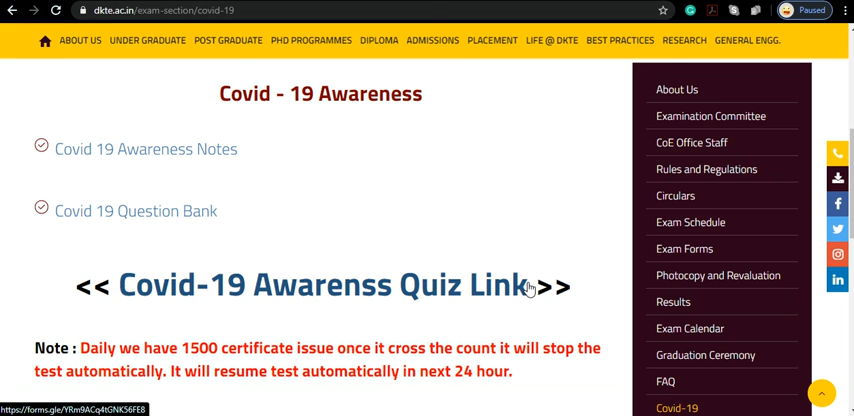 dkte.ac.in/exam-section/covid-19
Paused
ABOUT US UNDER GRADUATE POST GRADUATE PHD PROGRAMMES DIPLOMA ADMISSIONS PLACEMENT LIFE @ DKTE BEST PRACTICES RESEARCH GENERAL ENGG.
Covid - 19 Awareness
Covid 19 Awareness Notes
Covid 19 Question Bank
<< Covid-19 Awarenss Quiz Link >>
Note : Daily we have 1500 certificate issue once it cross the count it will stop the
test automatically. It will resume test automatically in next 24 hour.
About Us
Examination Committee
CoE Office Staff
Rules and Regulations
Circulars
Exam Schedule
Exam Forms
Photocopy and Revaluation
Results
Exam Calendar
Graduation Ceremony
FAQ
Covid-19
https://forms.gle/YRm9ACq4tGNK56FE8